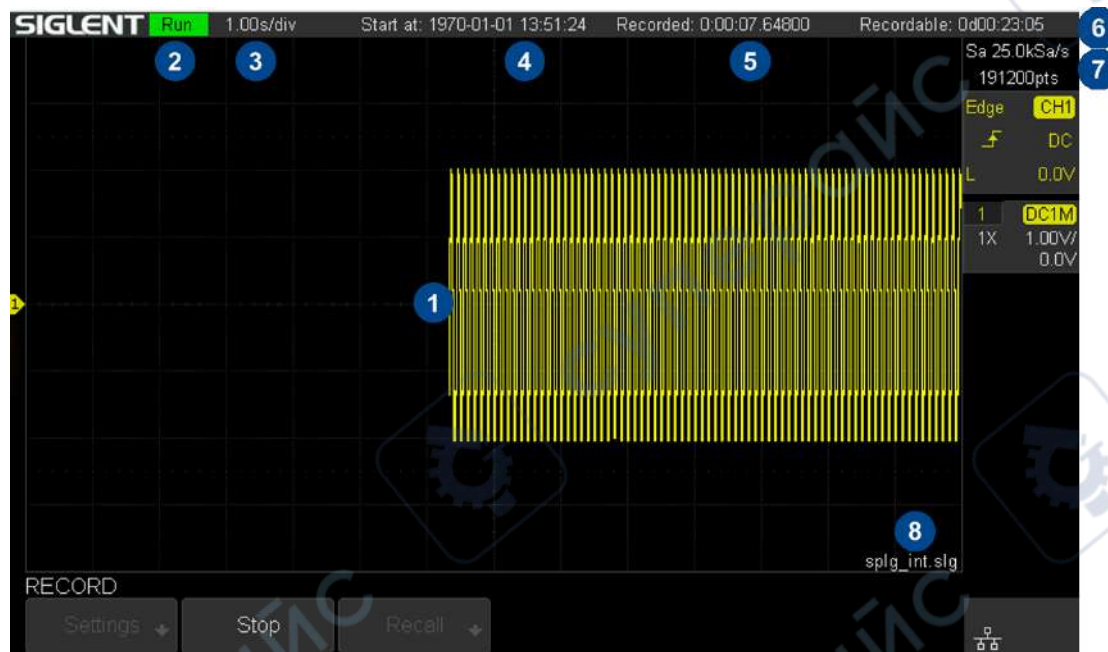 SIGLENT Run 1.00s/div Start at: 1970-01-01 13:51:24 Recorded: 0:00:07.64800 Recordable: 0d00:23:05 6
2 3 4 5 Sa 25.0kSa/s
7
191200pts
Edge CH1
DC
L 0.0V
1 DC1M
1X 1.00V/
0.0V
1 1
8
splg_int.slg
RECORD
Settings Stop Recall